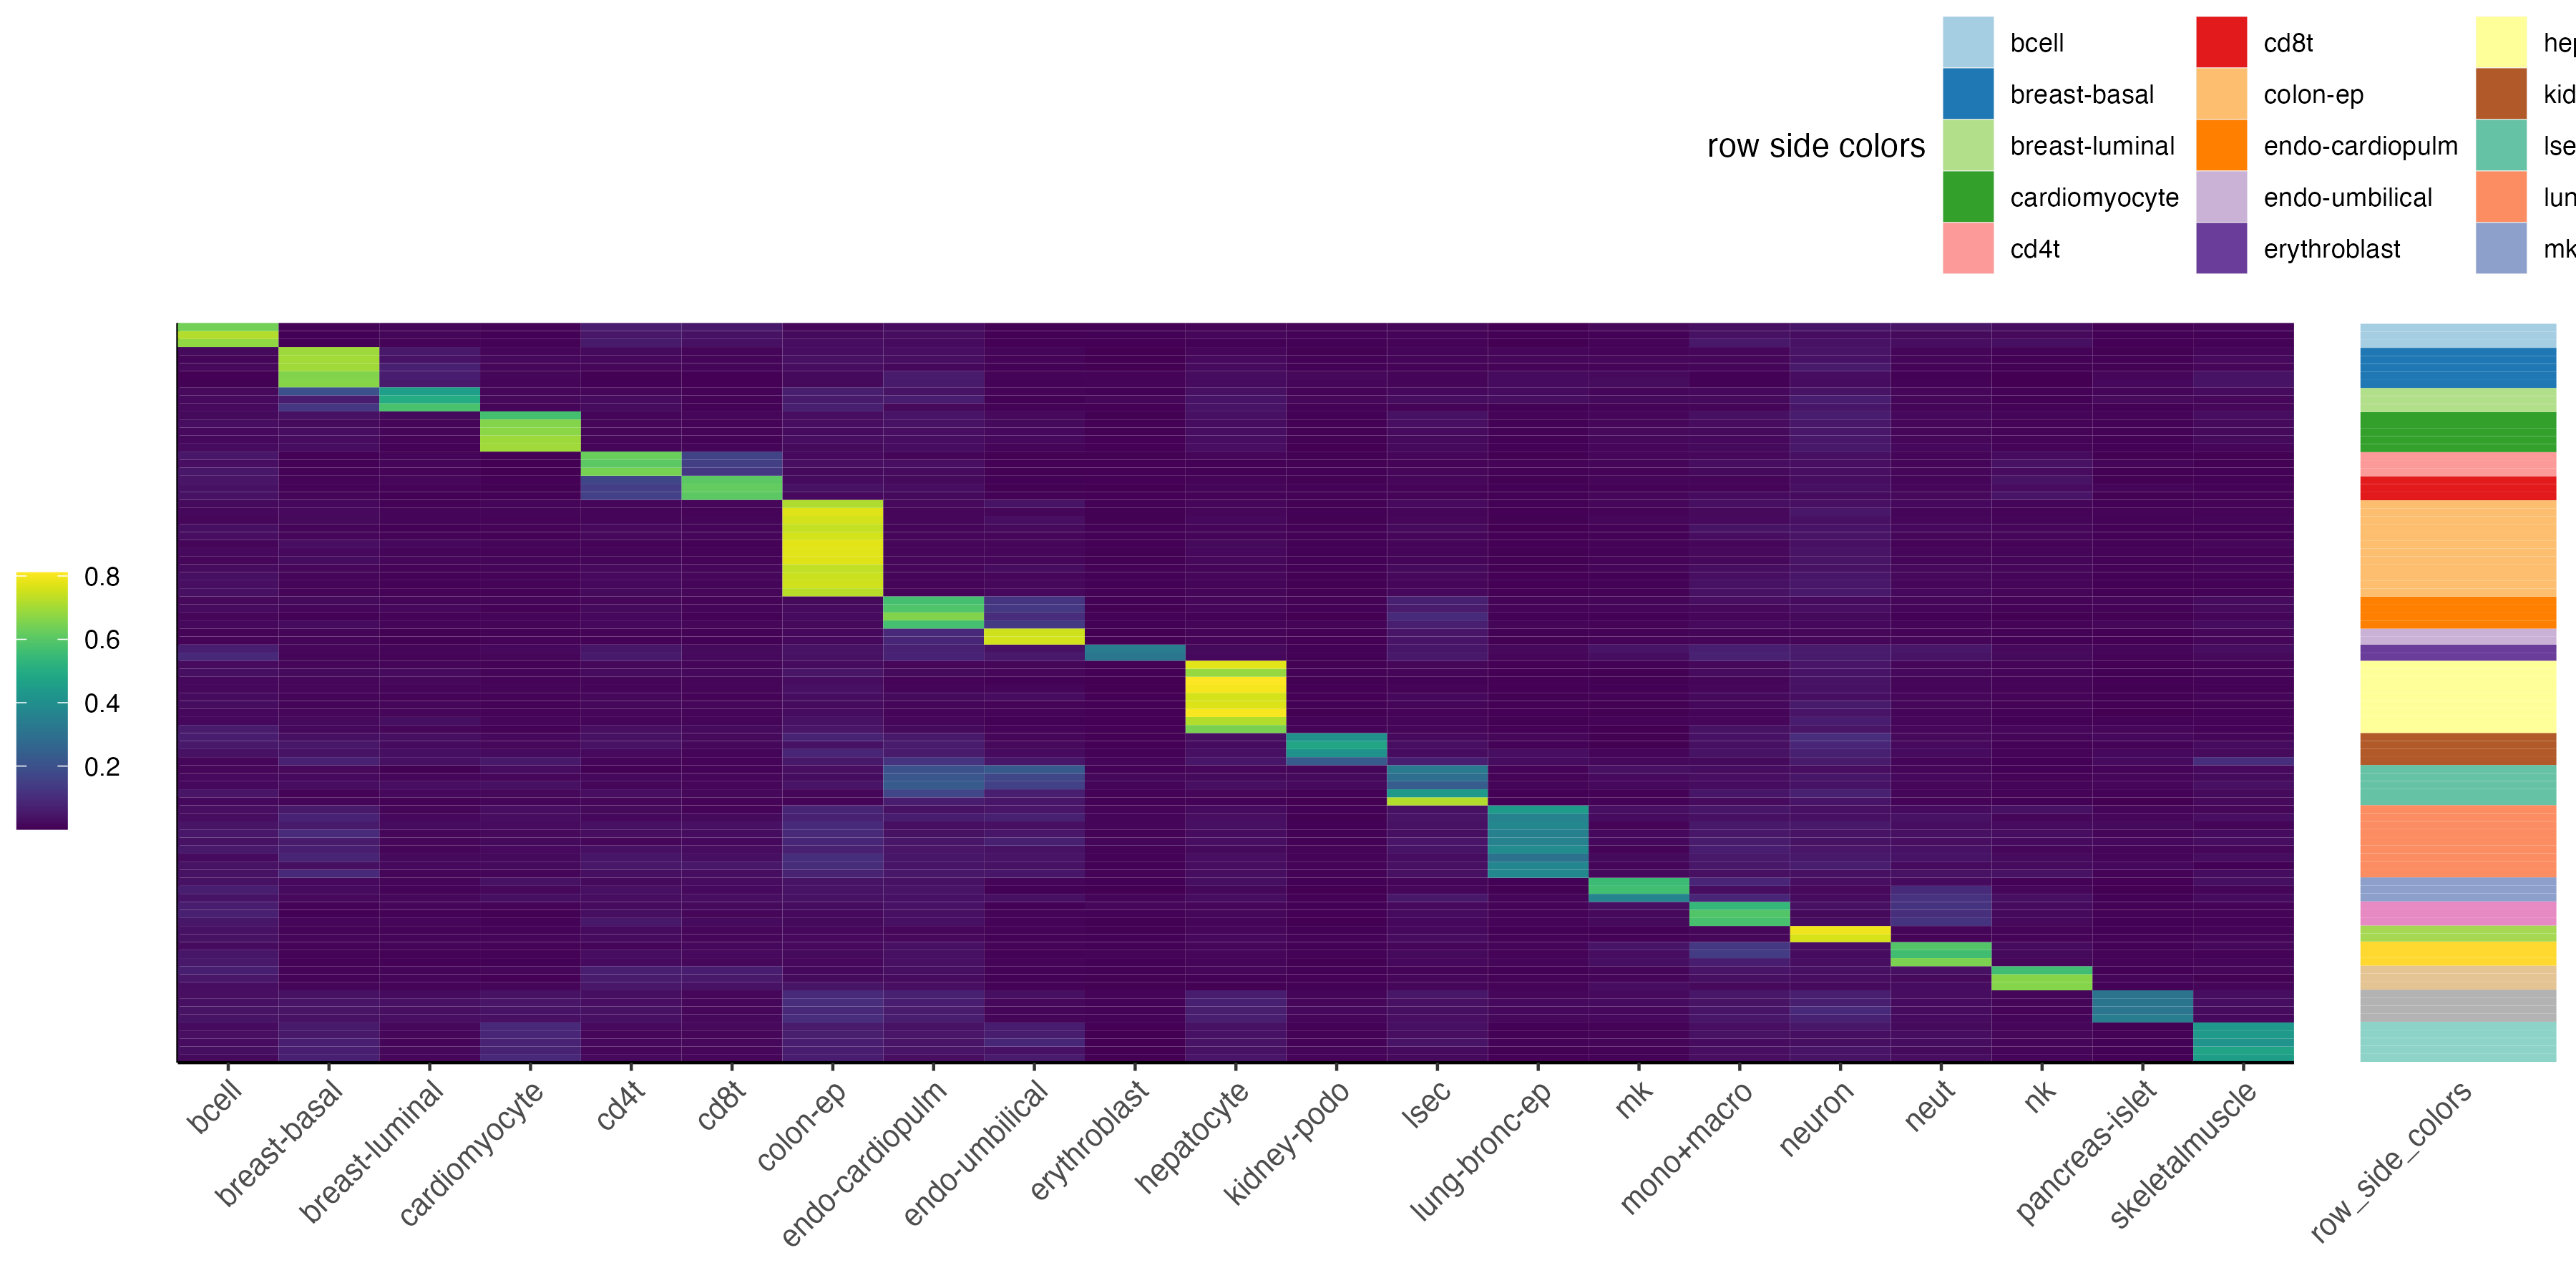 bcell
cd8t
breast-basal
colon-ep
row side colors
breast-luminal
endo-cardiopulm
cardiomyocyte
endo-umbilical
cd4t
erythroblast
mk
0.8
0.6
0.4
0.2
bcell
breast-basal
breast-luminal
cardiomyocyte
cd4t
cd8t
colon-ep
endo-cardiopulm
endo-umbilical
erythroblast
hepatocyte
kidney-podo
lsec
lung-bronc-ep
mk
mono+macro
neuron
neut
nk
pancreas-islet
skeletalmuscle
row_side_colors